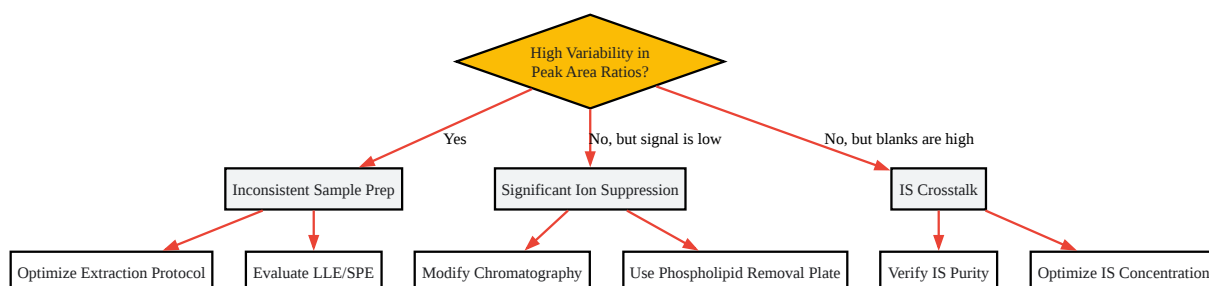 High Variability in
Peak Area Ratios?
Yes
No, but signal is low
No, but blanks are high
Inconsistent Sample Prep
Significant Ion Suppression
IS Crosstalk
Optimize Extraction Protocol
Evaluate LLE/SPE
Modify Chromatography
Use Phospholipid Removal Plate
Verify IS Purity
Optimize IS Concentration